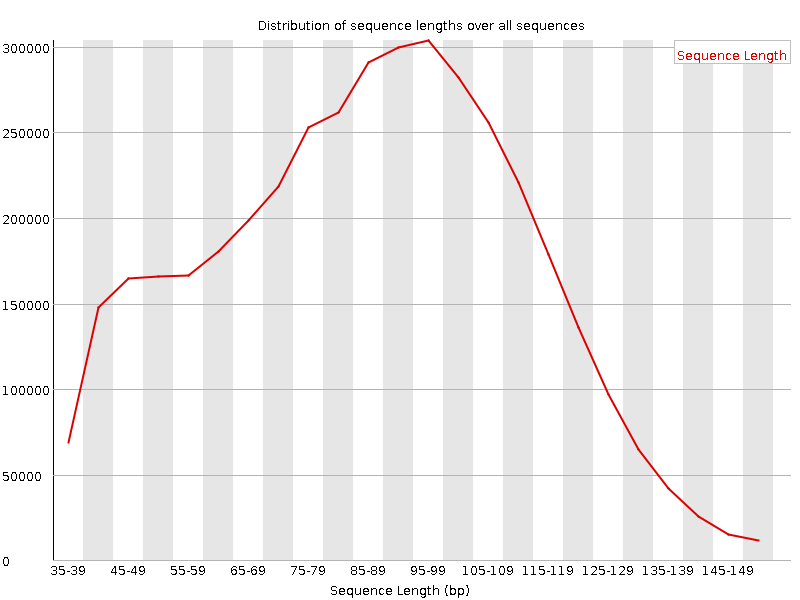 Distribution of sequence lengths over all sequences
Sequence Length
300000
250000
200000
150000
100000
50000
0
35-39 45-49 55-59 65-69 75-79 85-89 95-99 105-109 115-119 125-129 135-139 145-149
Sequence Length (bp)